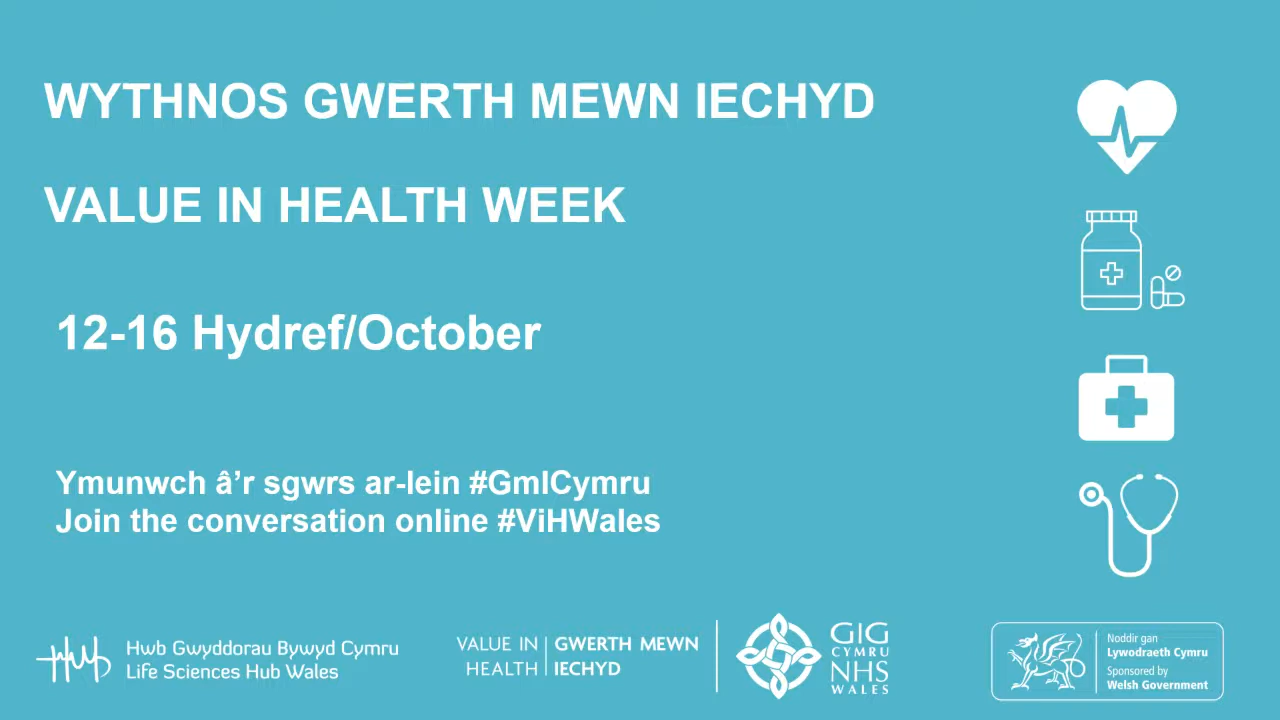 WYTHNOS GWERTH MEWN IECHYD
VALUE IN HEALTH WEEK
12-16 Hydref/October
Ymunwch â’r sgwrs ar-lein #GmICymru
Join the conversation online #ViHWales
Hwb
Hwb Gwyddorau Bywyd Cymru
Life Sciences Hub Wales
VALUE IN HEALTH
GWERTH MEWN IECHYD
GIG
CYMRU
NHS
WALES
Noddir gan
Lywodraeth Cymru
Sponsored by
Welsh Government